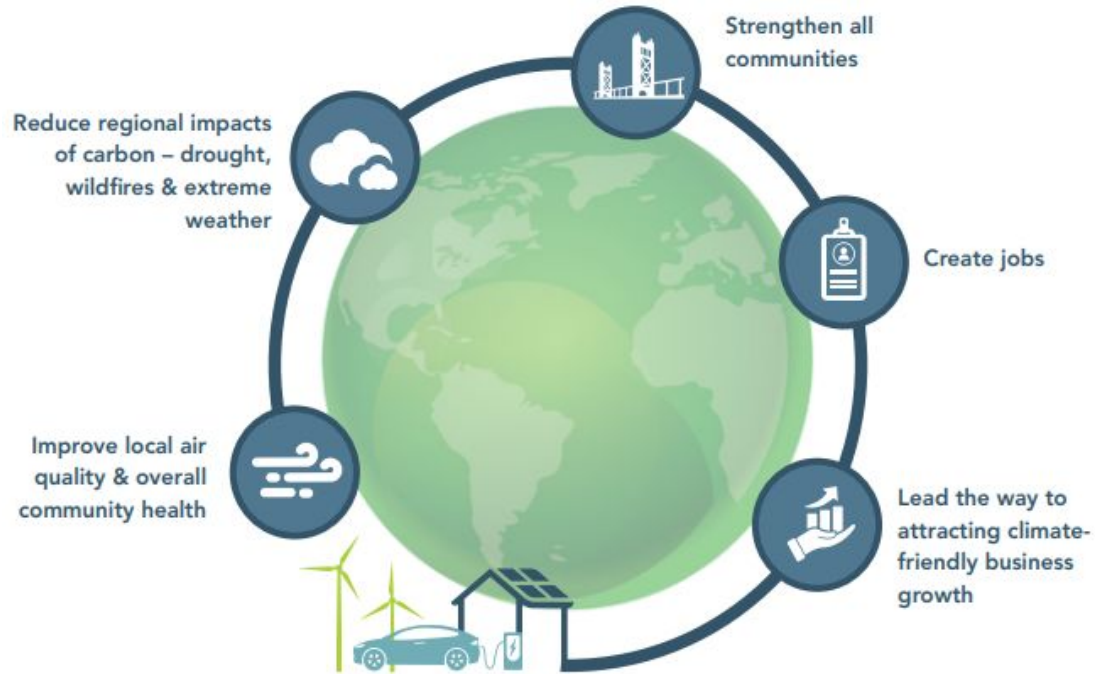 Strengthen all
communities
Reduce regional impacts
of carbon – drought,
wildfires & extreme
weather
Create jobs
Improve local air
quality & overall
community health
Lead the way to
attracting climate-
friendly business
growth